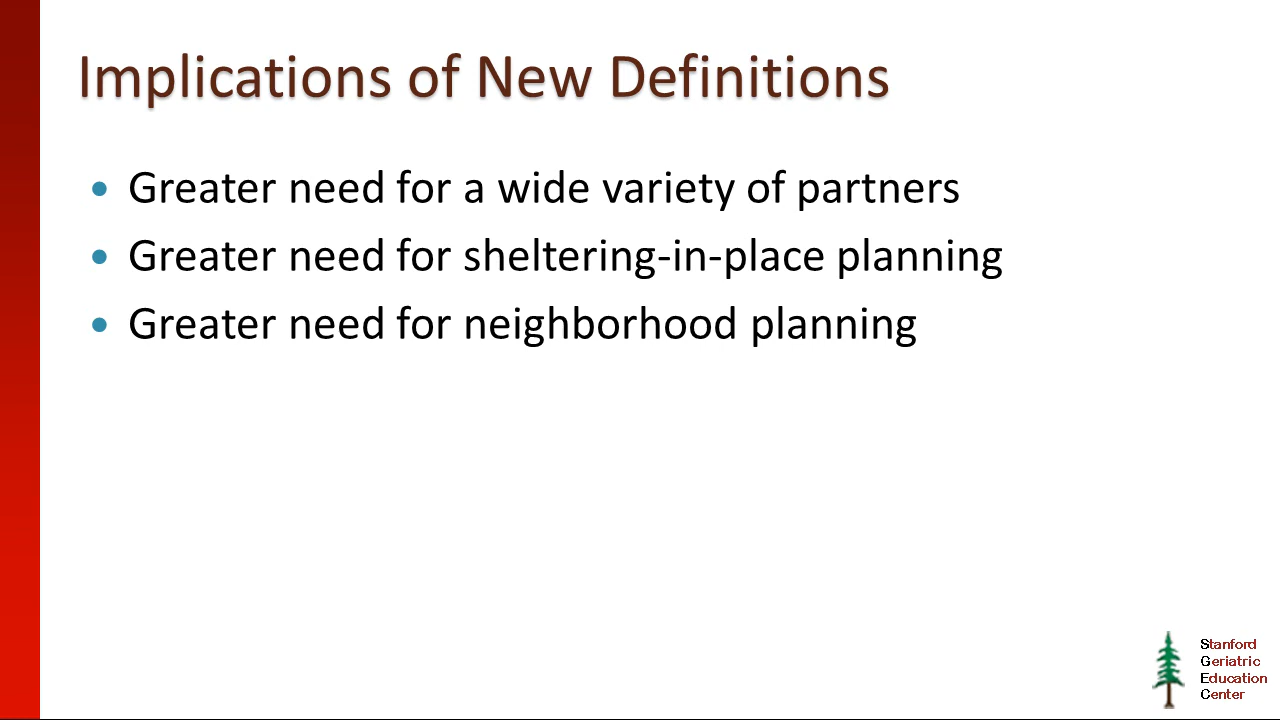 Implications of New Definitions
• Greater need for a wide variety of partners
• Greater need for sheltering-in-place planning
• Greater need for neighborhood planning
Stanford
Geriatric
Education
Center